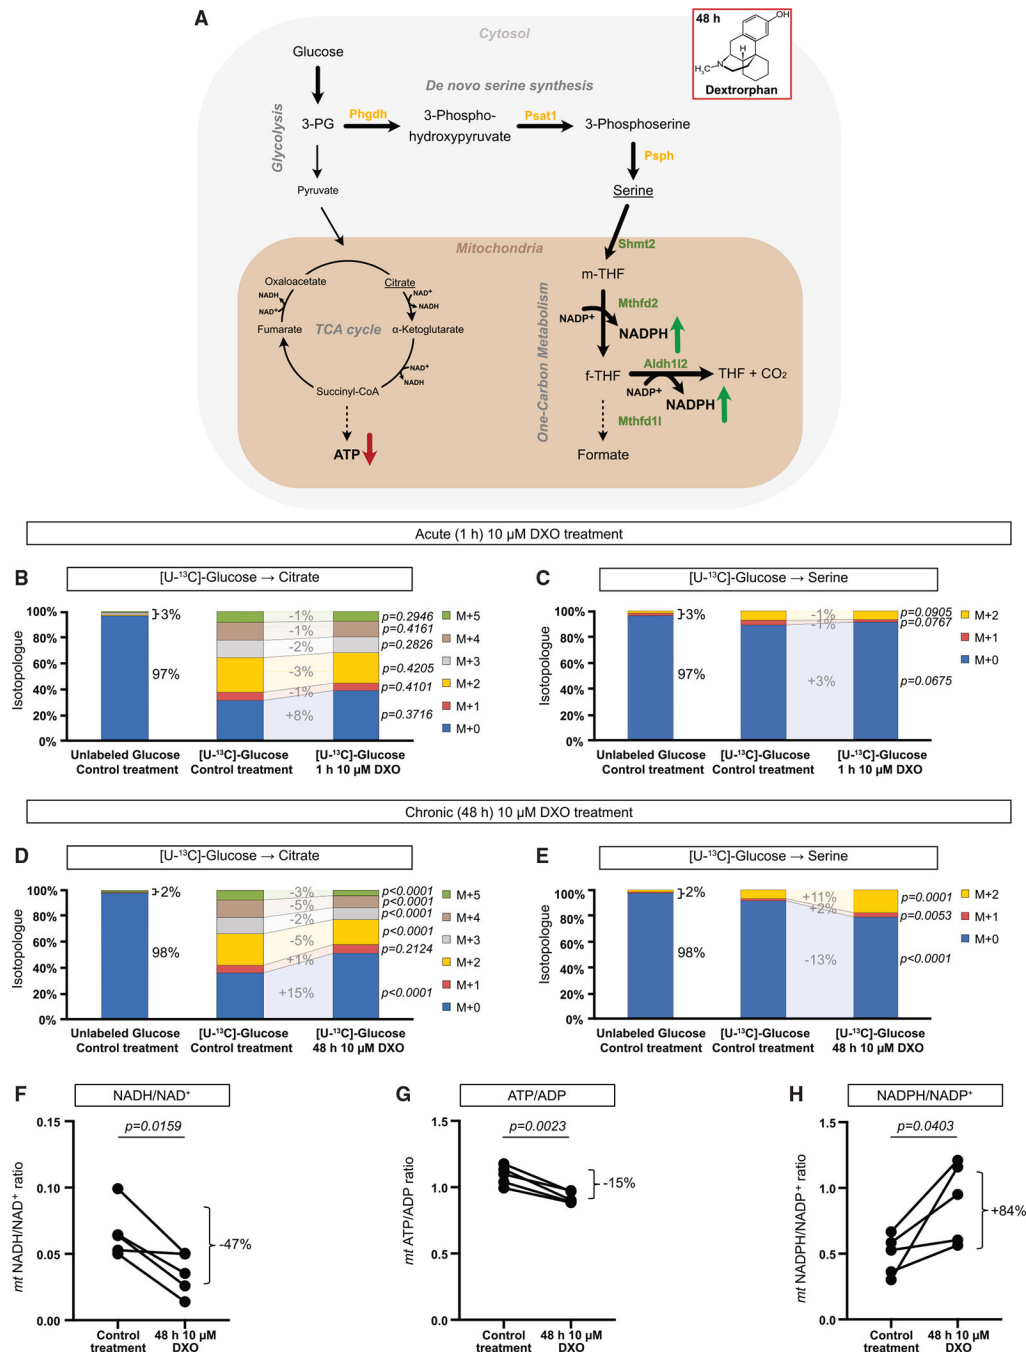 A
48 h
OH
H
N
H₃C
Dextrorphan
Cytosol
Glucose
De novo serine synthesis
Glycolysis
3-PG
Phgdh
3-Phospho-
hydroxypyruvate
Psat1
3-Phosphoserine
Psph
Pyruvate
Serine
Mitochondria
Shmt2
m-THF
Oxaloacetate
Citrate
NADH
NAD⁺
NAD⁺
NADH
Fumarate
TCA cycle
α-Ketoglutarate
NAD⁺
NADH
Succinyl-CoA
ATP
One-Carbon Metabolism
Mthfd2
NADP⁺
NADPH
Aldh1l2
f-THF
THF + CO₂
NADP⁺
NADPH
Mthfd1l
Formate
Acute (1 h) 10 µM DXO treatment
B
[U-¹³C]-Glucose → Citrate
Isotopologue
100%
80%
60%
40%
20%
0%
3%
97%
-1%
-1%
-2%
-3%
-1%
+8%
p=0.2946
p=0.4161
p=0.2826
p=0.4205
p=0.4101
p=0.3716
M+5
M+4
M+3
M+2
M+1
M+0
Unlabeled Glucose
Control treatment
[U-¹³C]-Glucose
Control treatment
[U-¹³C]-Glucose
1 h 10 µM DXO
C
[U-¹³C]-Glucose → Serine
Isotopologue
100%
80%
60%
40%
20%
0%
3%
97%
-1%
-1%
+3%
p=0.0905
p=0.0767
p=0.0675
M+2
M+1
M+0
Unlabeled Glucose
Control treatment
[U-¹³C]-Glucose
Control treatment
[U-¹³C]-Glucose
1 h 10 µM DXO
Chronic (48 h) 10 µM DXO treatment
D
[U-¹³C]-Glucose → Citrate
Isotopologue
100%
80%
60%
40%
20%
0%
2%
98%
-3%
-5%
-2%
-5%
+1%
+15%
p<0.0001
p<0.0001
p<0.0001
p<0.0001
p=0.2124
p<0.0001
M+5
M+4
M+3
M+2
M+1
M+0
Unlabeled Glucose
Control treatment
[U-¹³C]-Glucose
Control treatment
[U-¹³C]-Glucose
48 h 10 µM DXO
E
[U-¹³C]-Glucose → Serine
Isotopologue
100%
80%
60%
40%
20%
0%
2%
98%
+11%
+2%
-13%
p=0.0001
p=0.0053
p<0.0001
M+2
M+1
M+0
Unlabeled Glucose
Control treatment
[U-¹³C]-Glucose
Control treatment
[U-¹³C]-Glucose
48 h 10 µM DXO
F
NADH/NAD⁺
mt NADH/NAD⁺ ratio
0.15
0.10
0.05
0.00
p=0.0159
-47%
Control
treatment
48 h 10 µM
DXO
G
ATP/ADP
mt ATP/ADP ratio
1.5
1.0
0.5
0.0
p=0.0023
-15%
Control
treatment
48 h 10 µM
DXO
H
NADPH/NADP⁺
mt NADPH/NADP⁺ ratio
1.5
1.0
0.5
0.0
p=0.0403
+84%
Control
treatment
48 h 10 µM
DXO